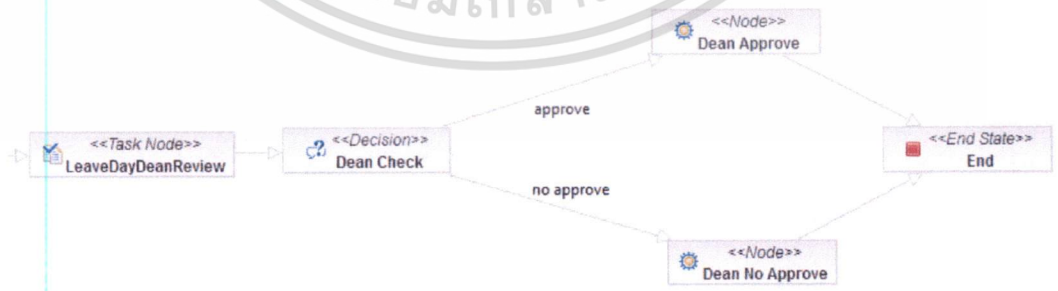 <<Node>>
Dean Approve
approve
<<Task Node>>
LeaveDayDeanReview
<<Decision>>
Dean Check
<<End State>>
End
no approve
<<Node>>
Dean No Approve